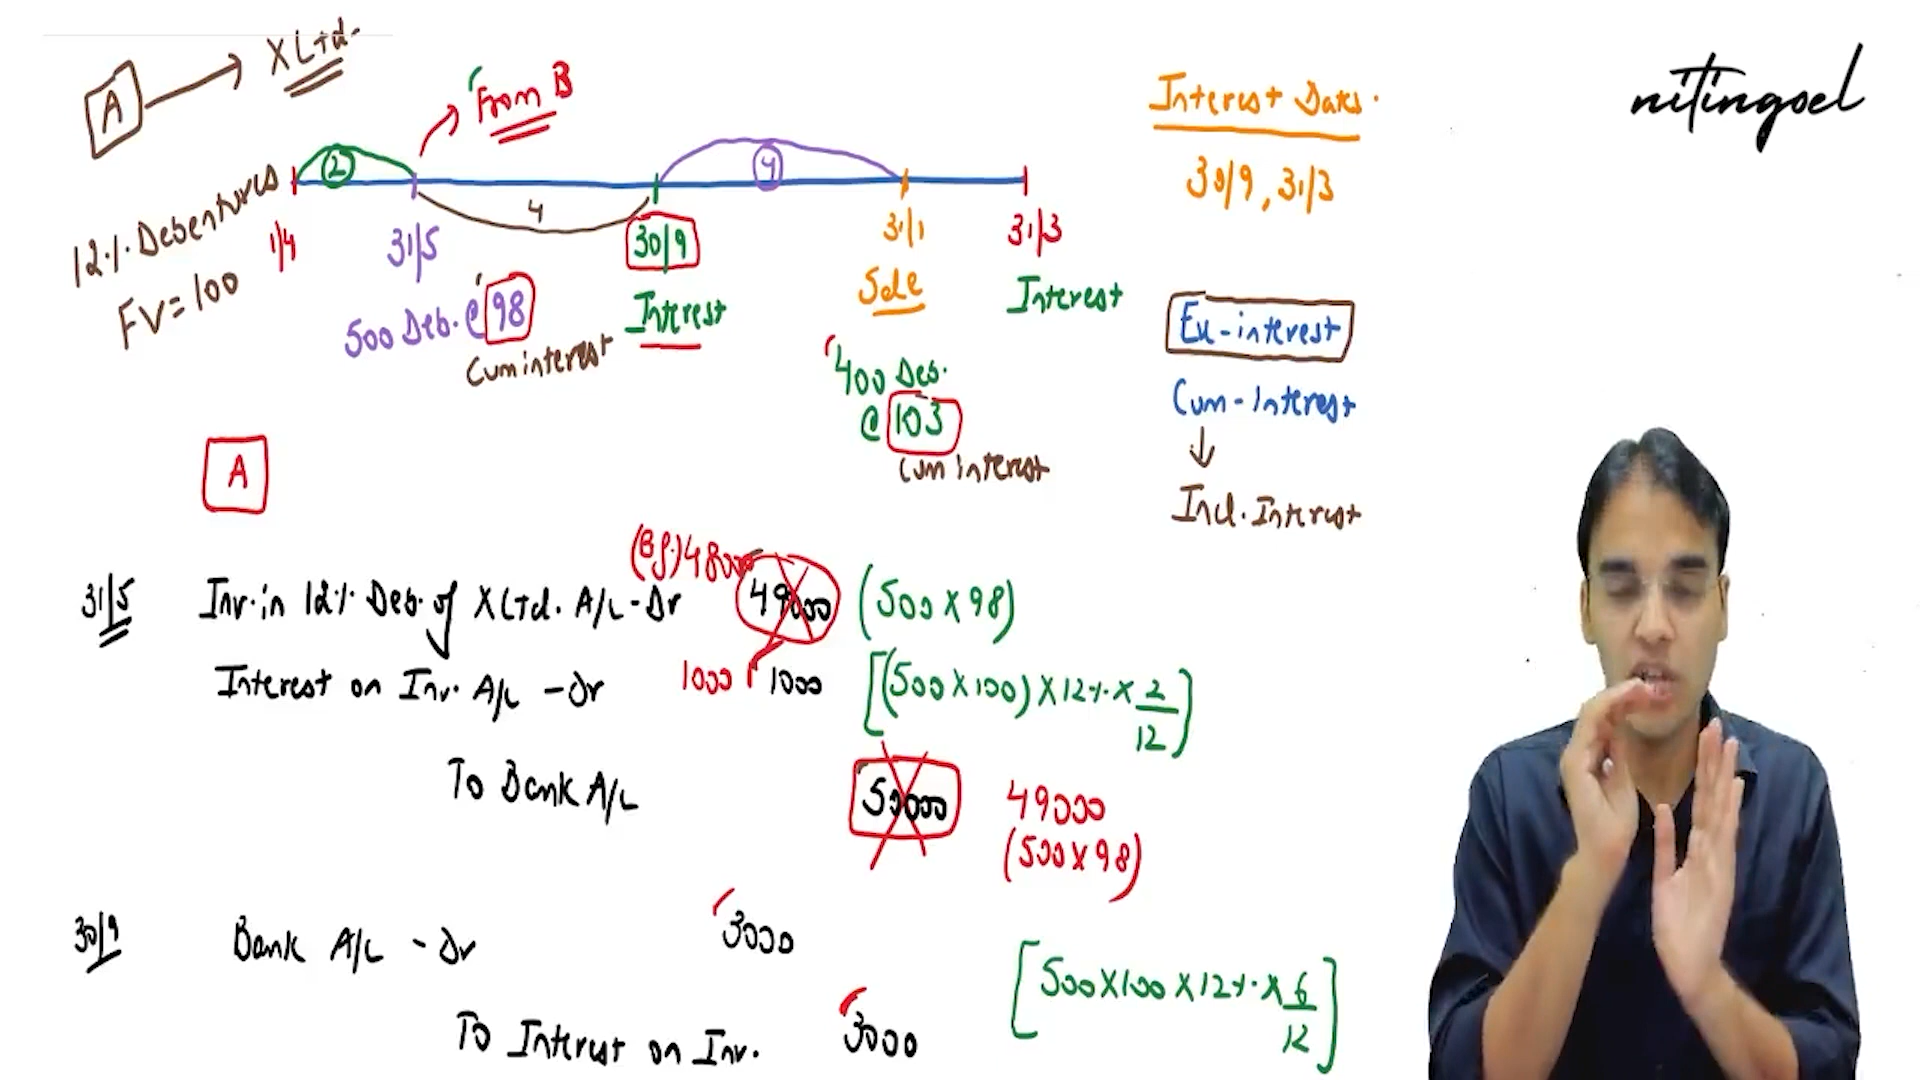 A → X Ltd.
nitingoel
From B
Interest Dates.
30/9, 31/3
2
4
4
12% Debentures
FV=100
1/4
31/5
30/9
31/1
31/3
500 Deb. @ 98
Cum interest
Interest
Sale
Interest
400 Deb.
@ 103
Cum interest
Ex-interest
Cum-Interest
↓
Incl. Interest
A
31/5 Inv. in 12% Deb. of X Ltd. A/c -Dr (Bf.) 48000 49000 (500 X 98)
Interest on Inv. A/c -Dr 1000 1000 [(500 X 100) X 12% X 2/12]
To Bank A/c 50000 49000
(500 X 98)
30/9 Bank A/c -Dr 3000
To Interest on Inv. 3000 [500 X 100 X 12% X 6/12]